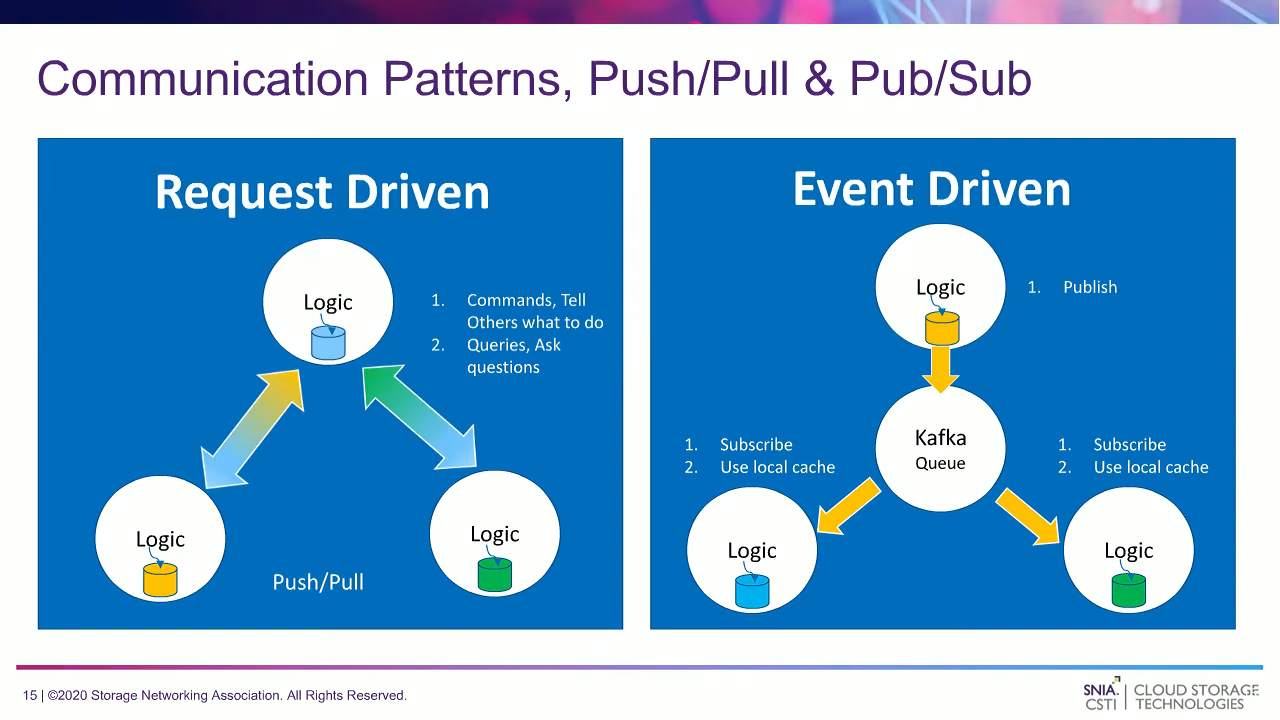 Communication Patterns, Push/Pull & Pub/Sub
Request Driven
Logic
1. Commands, Tell
Others what to do
2. Queries, Ask
questions
Logic
Logic
Push/Pull
Event Driven
Logic
1. Publish
Kafka
Queue
1. Subscribe
2. Use local cache
1. Subscribe
2. Use local cache
Logic
Logic
15 | ©2020 Storage Networking Association. All Rights Reserved.
SNIA.
CSTI
CLOUD STORAGE
TECHNOLOGIES